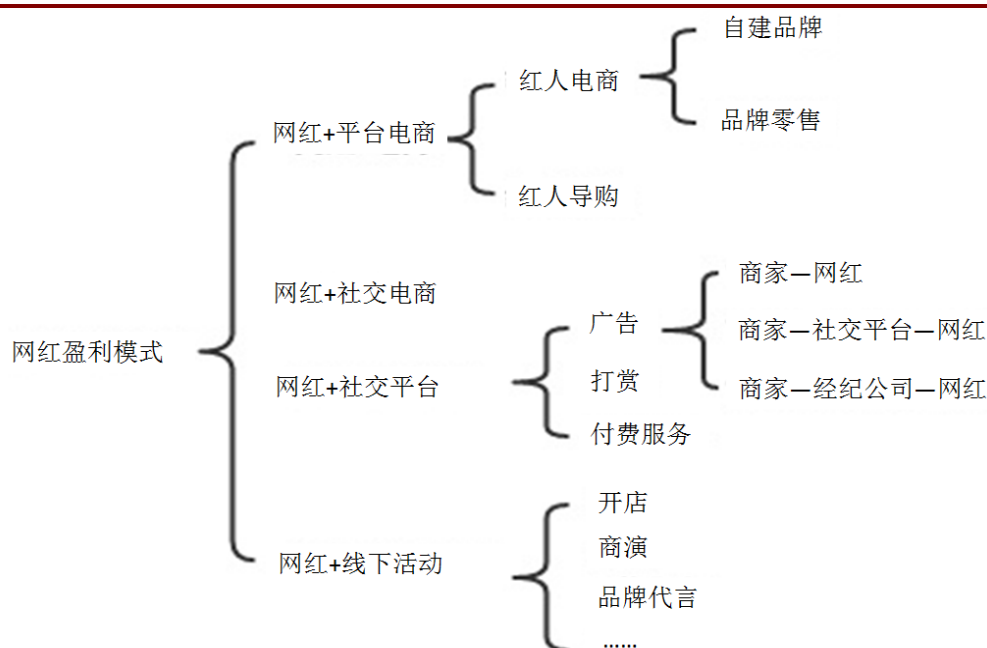 自建品牌
红人电商
品牌零售
网红+平台电商
红人导购
网红+社交电商
商家—网红
广告
商家—社交平台—网红
网红盈利模式
网红+社交平台
打赏
商家—经纪公司—网红
付费服务
开店
商演
网红+线下活动
品牌代言
……